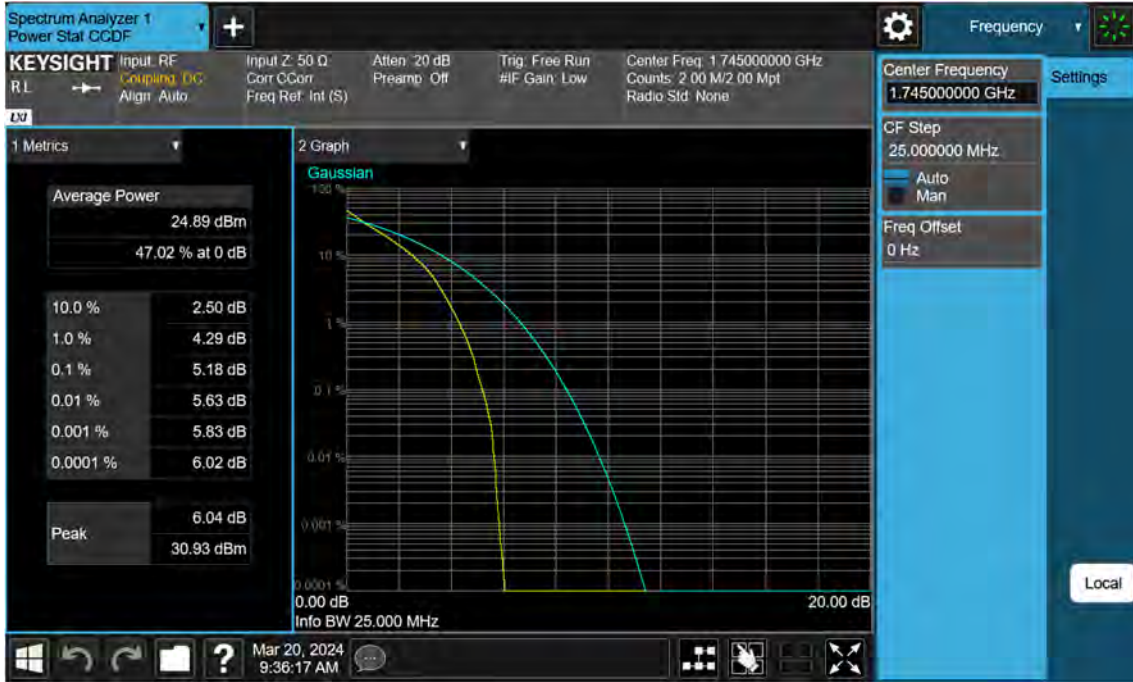 Spectrum Analyzer 1
Power Stat CCDF
+
Frequency
KEYSIGHT
Input: RF
Coupling: DC
Align: Auto
Input Z: 50 Ω
Corr CCorr
Freq Ref: Int (S)
Atten: 20 dB
Preamp: Off
Trig: Free Run
#IF Gain: Low
Center Freq: 1.745000000 GHz
Counts: 2.00 M/2.00 Mpt
Radio Std: None
RL
LXI
Center Frequency
1.745000000 GHz
Settings
CF Step
25.000000 MHz
Auto
Man
Freq Offset
0 Hz
1 Metrics
Average Power
24.89 dBm
47.02 % at 0 dB
10.0 % 2.50 dB
1.0 % 4.29 dB
0.1 % 5.18 dB
0.01 % 5.63 dB
0.001 % 5.83 dB
0.0001 % 6.02 dB
Peak
6.04 dB
30.93 dBm
2 Graph
Gaussian
100 %
10 %
1 %
0.1 %
0.01 %
0.001 %
0.0001 %
0.00 dB
20.00 dB
Info BW 25.000 MHz
Local
?
Mar 20, 2024
9:36:17 AM